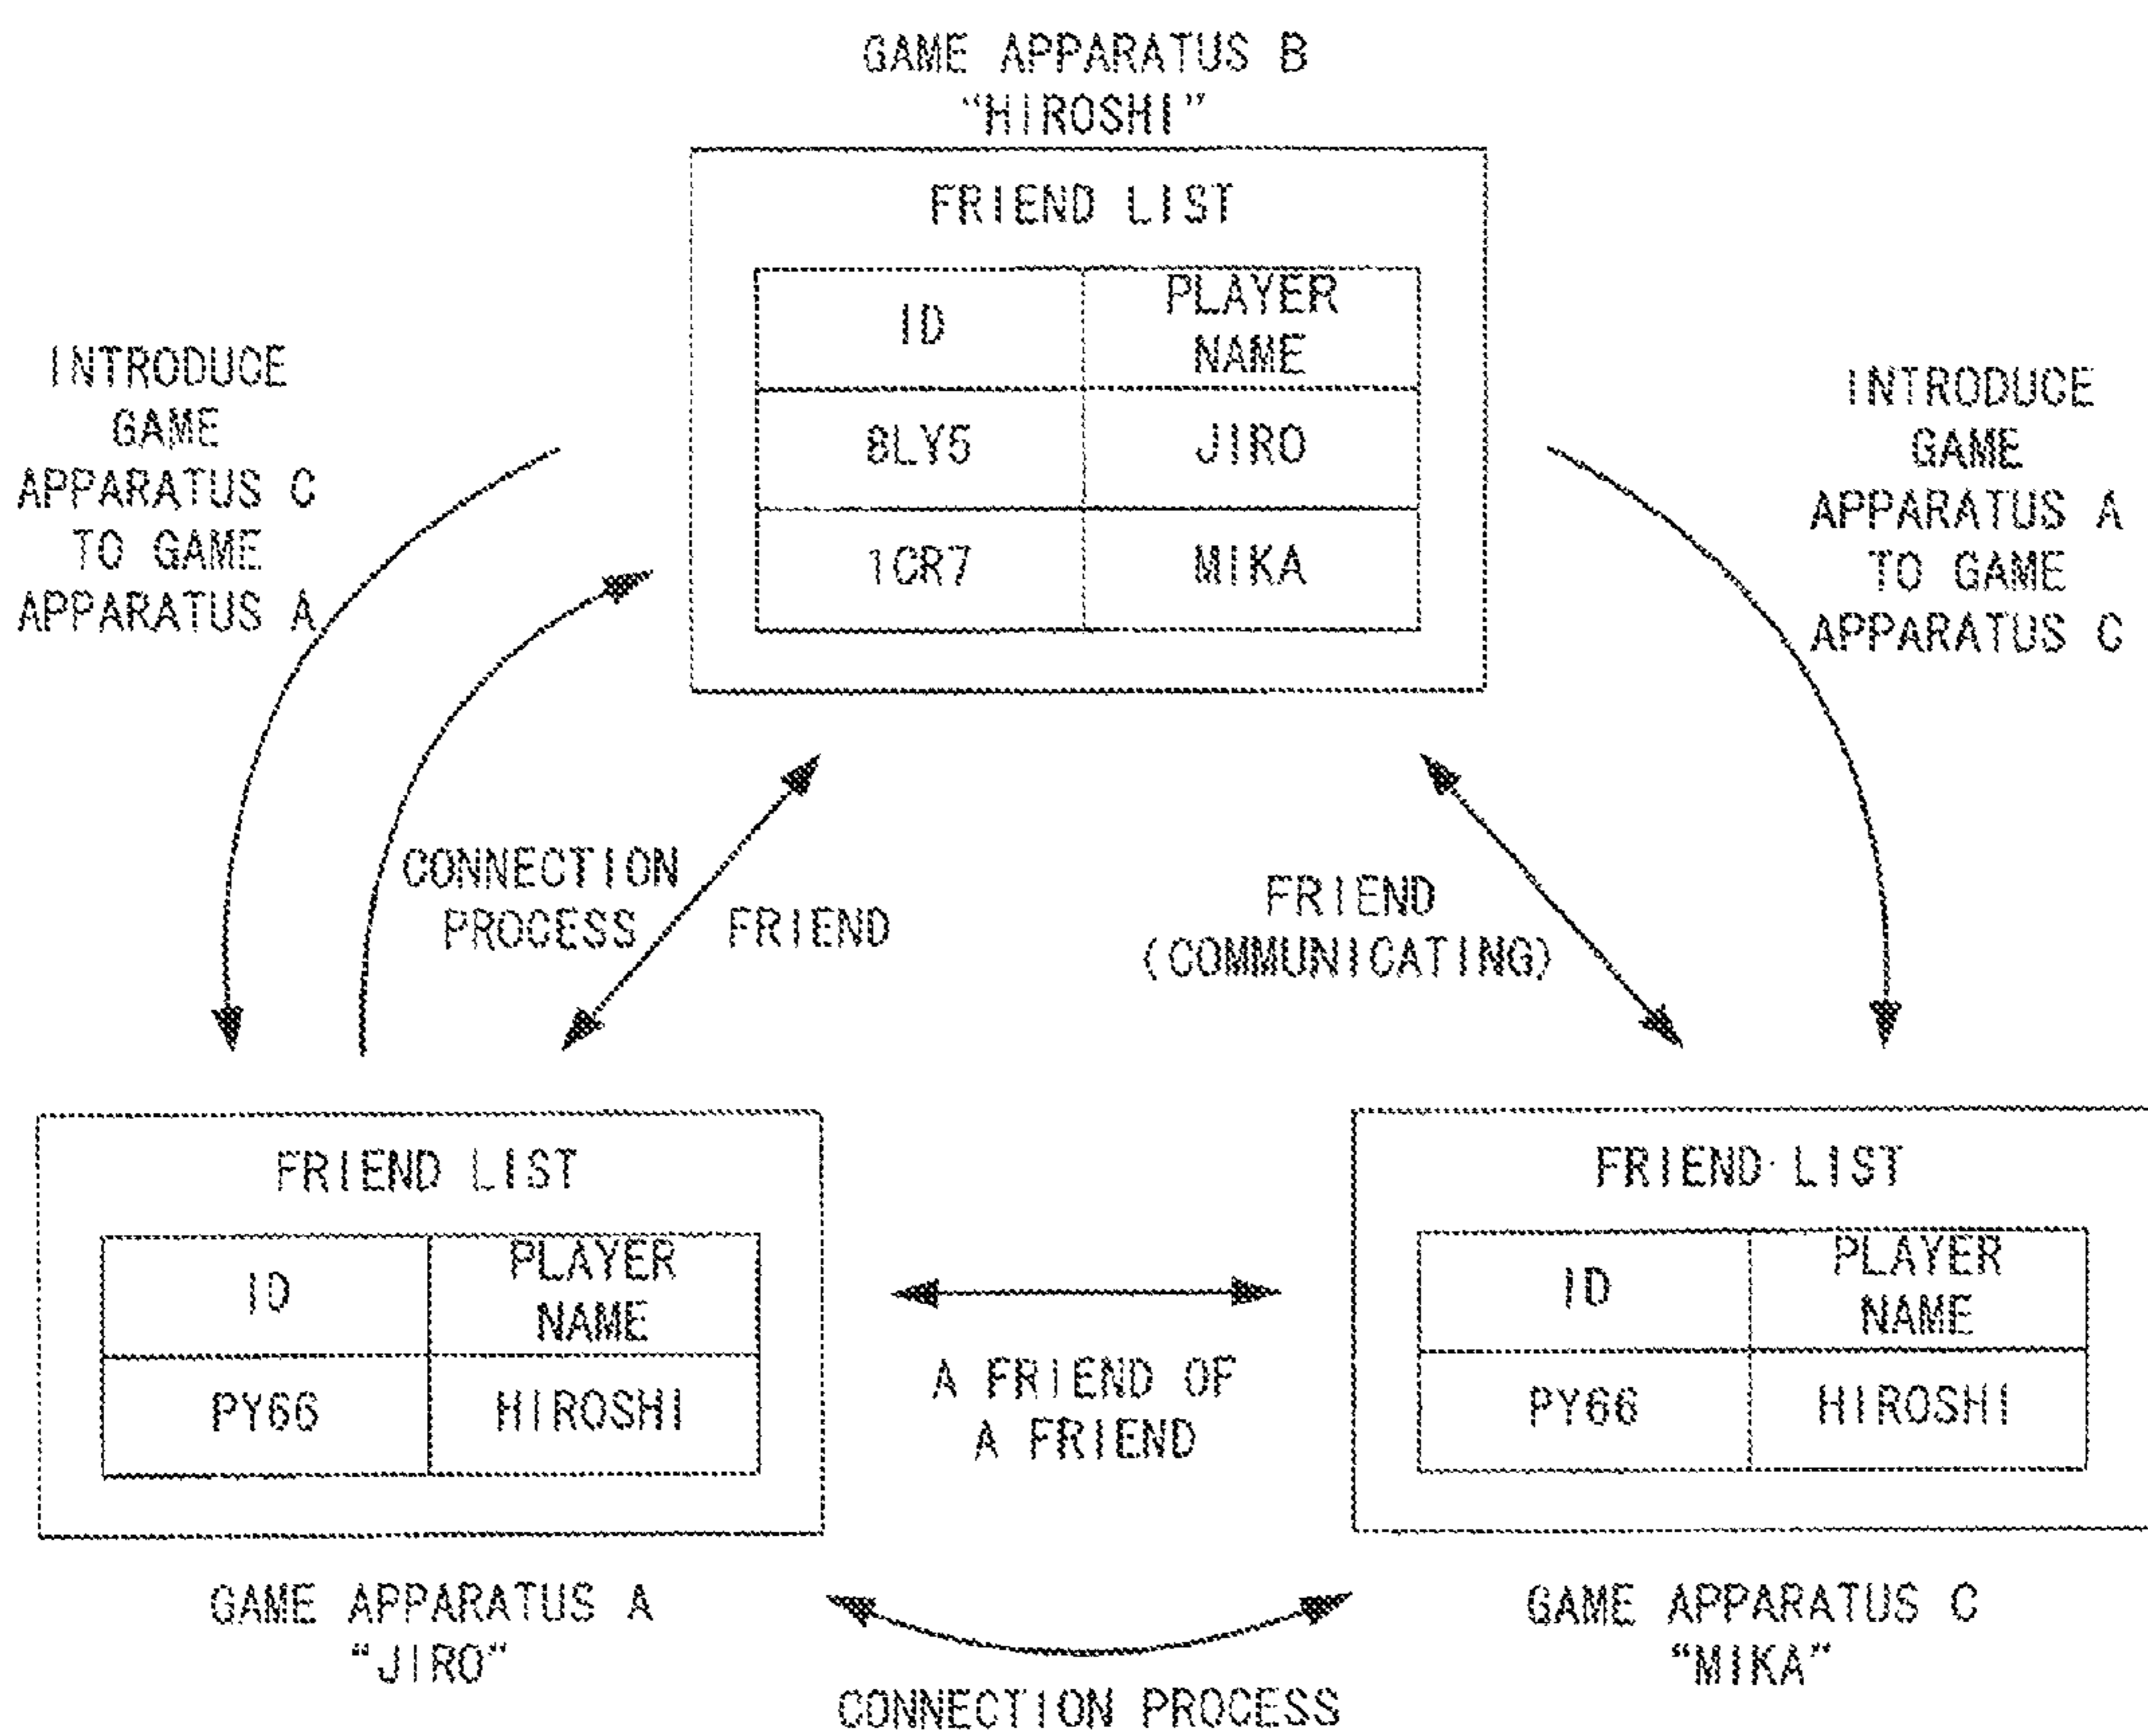 GAME APPARATUS B
"HIROSHI"
FRIEND LIST
ID PLAYER NAME
8LY5 JIRO
1CR7 MIKA
INTRODUCE
GAME
APPARATUS C
TO GAME
APPARATUS A
INTRODUCE
GAME
APPARATUS A
TO GAME
APPARATUS C
CONNECTION
PROCESS
FRIEND
FRIEND
(COMMUNICATING)
FRIEND LIST
ID PLAYER NAME
PY66 HIROSHI
GAME APPARATUS A
"JIRO"
A FRIEND OF
A FRIEND
FRIEND LIST
ID PLAYER NAME
PY66 HIROSHI
GAME APPARATUS C
"MIKA"
CONNECTION PROCESS